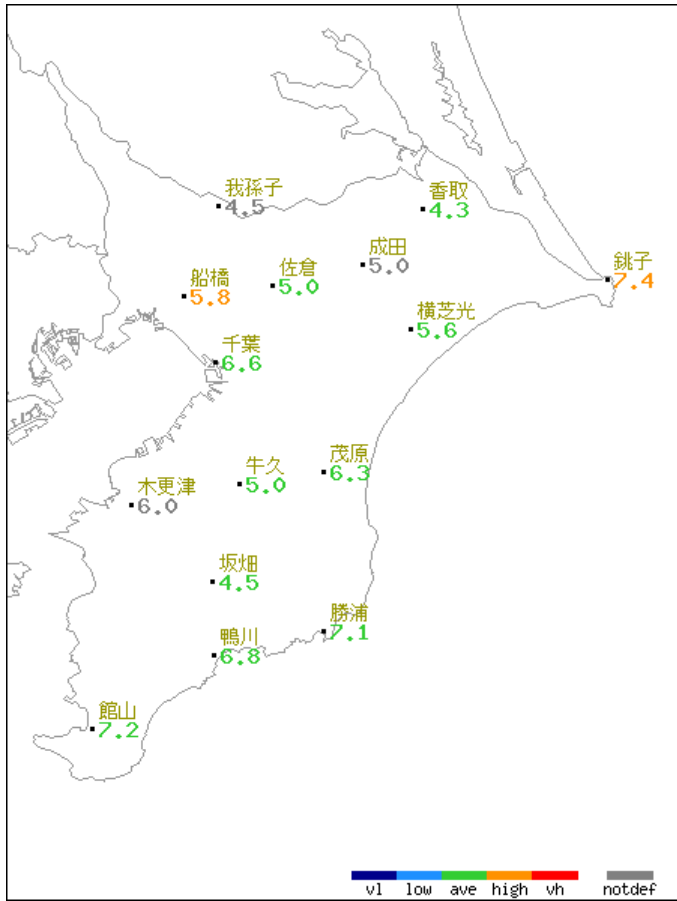 我孫子
4.5
香取
4.3
成田
5.0
佐倉
5.0
船橋
5.8
銚子
7.4
横芝光
5.6
千葉
6.6
茂原
6.3
牛久
5.0
木更津
6.0
坂畑
4.5
勝浦
7.1
鴨川
6.8
館山
7.2
vl low ave high vh notdef